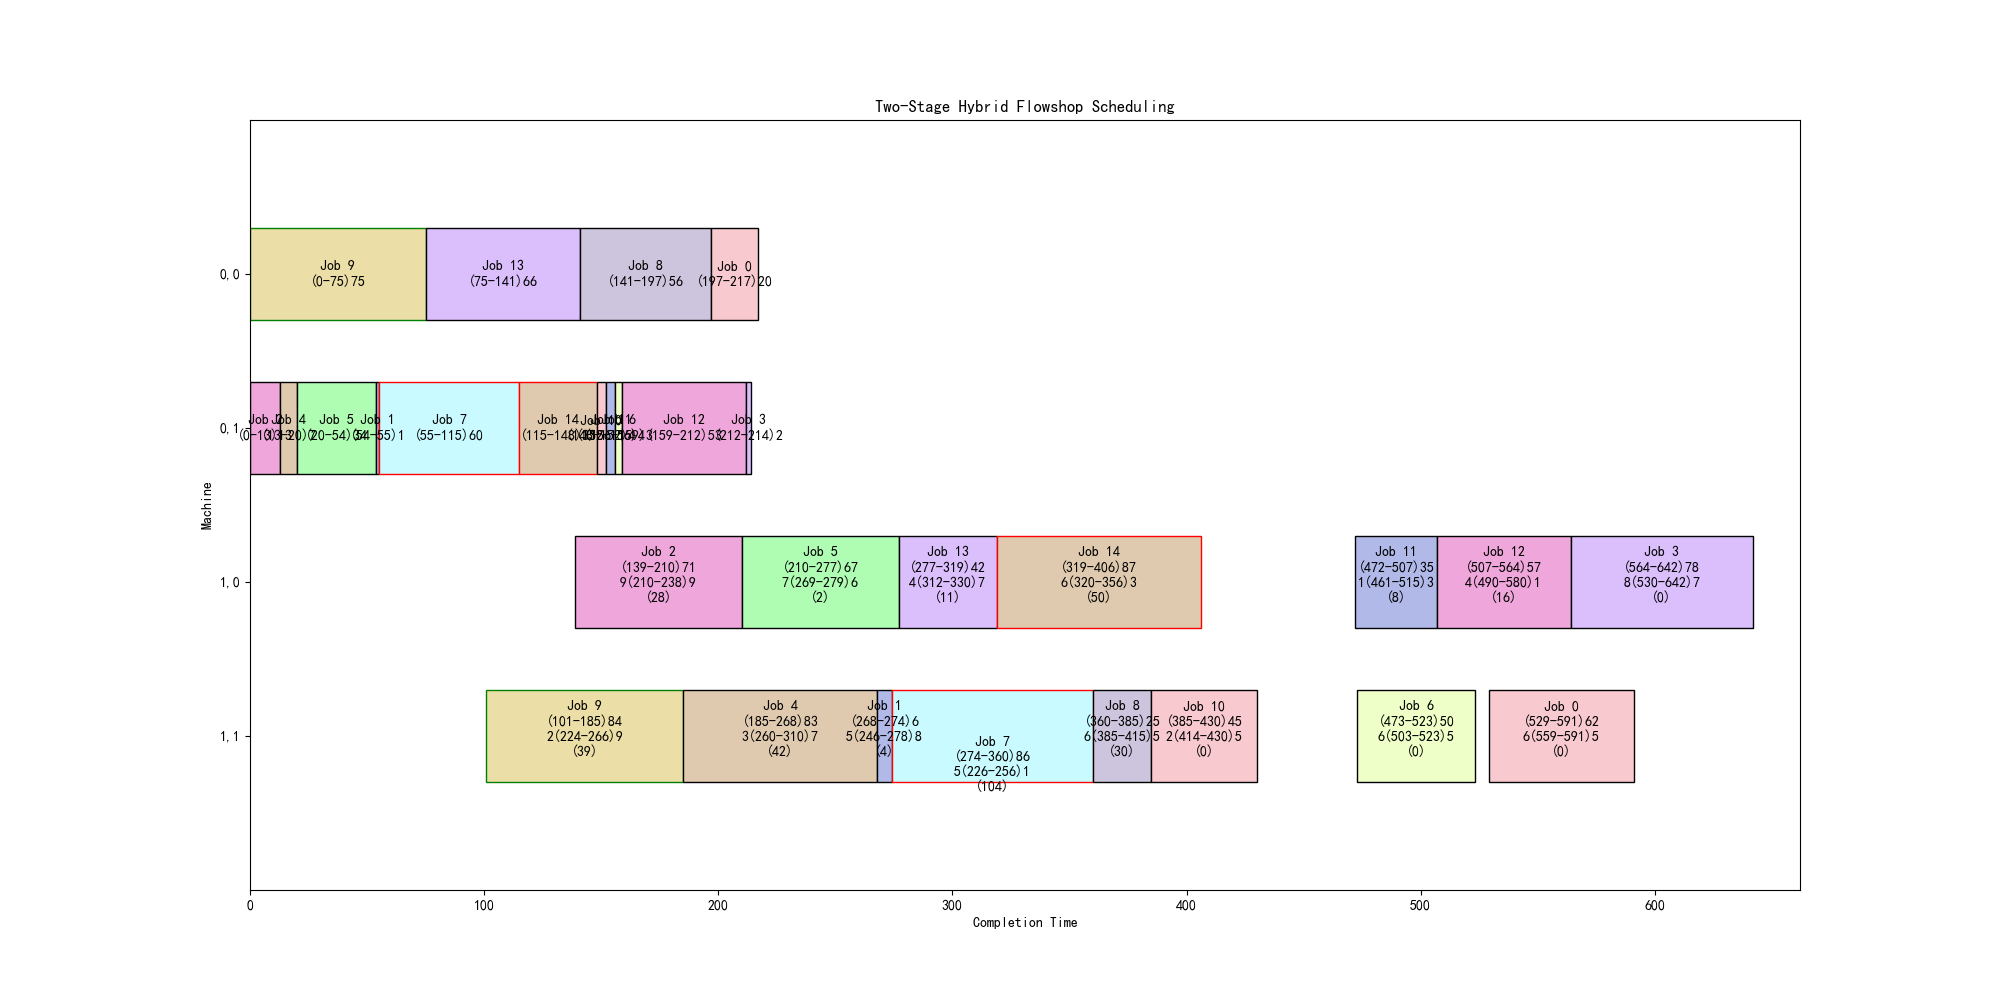 Two-Stage Hybrid Flowshop Scheduling
Machine
0,0
Job 9
(0-75)75
Job 13
(75-141)66
Job 8
(141-197)56
Job 0
(197-217)20
0,1
Job 4
Job 5
(20-54)34
Job 1
(54-55)1
Job 7
(55-115)60
Job 14
Job 12
(159-212)53
Job 3
(212-214)2
1,0
Job 2
(139-210)71
9(210-238)9
(28)
Job 5
(210-277)67
7(269-279)6
(2)
Job 13
(277-319)42
4(312-330)7
(11)
Job 14
(319-406)87
6(320-356)3
(50)
Job 11
(472-507)35
1(461-515)3
(8)
Job 12
(507-564)57
4(490-580)1
(16)
Job 3
(564-642)78
8(530-642)7
(0)
1,1
Job 9
(101-185)84
2(224-266)9
(39)
Job 4
(185-268)83
3(260-310)7
(42)
Job 1
(268-274)6
5(246-278)8
(4)
Job 7
(274-360)86
5(226-256)1
(104)
Job 8
(360-385)25
6(385-415)5
(30)
Job 10
(385-430)45
2(414-430)5
(0)
Job 6
(473-523)50
6(503-523)5
(0)
Job 0
(529-591)62
6(559-591)5
(0)
0
100
200
300
400
500
600
Completion Time